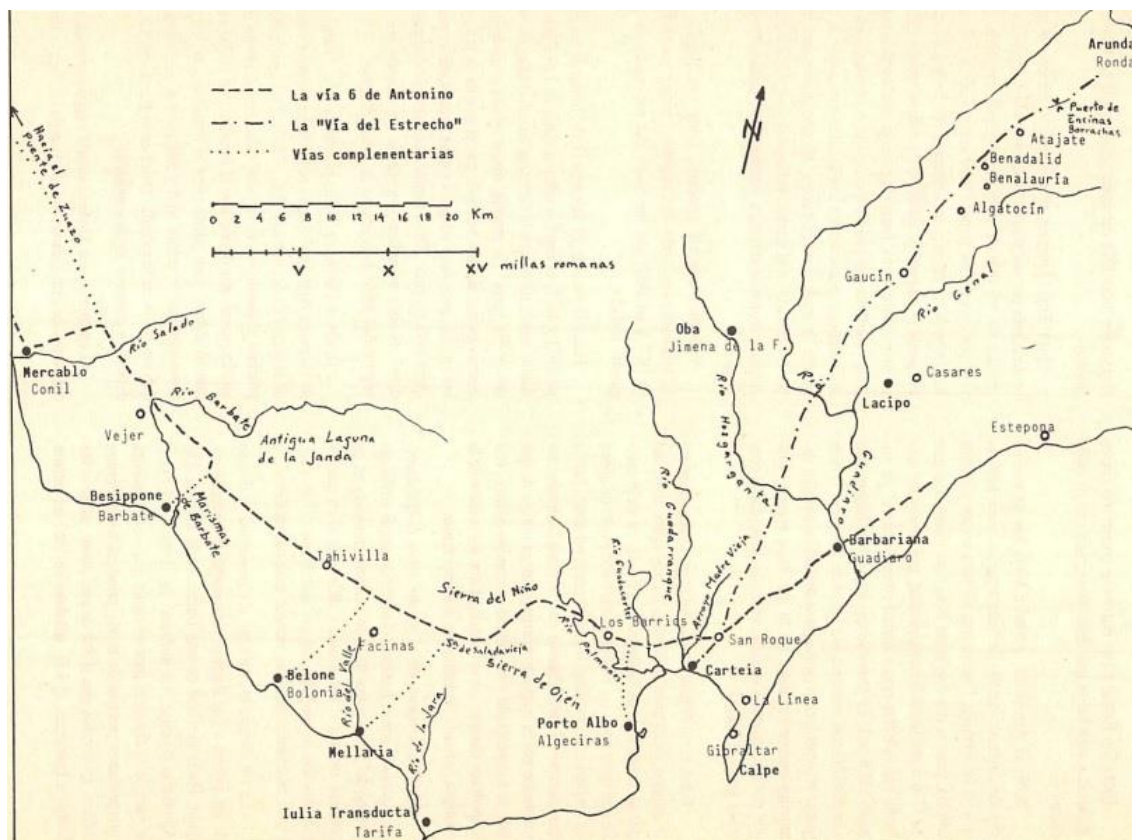 La vía 6 de Antonino
La "Vía del Estrecho"
Vías complementarias
0 2 4 6 8 10 12 14 16 18 20 Km
V X XV millas romanas
N
Hacia el
Puente de Zuazo
Arunda
Ronda
Puerto de
Encinas
Borrachas
Atajate
Benadalid
Benalauría
Algatocín
Gaucín
Río Genal
Oba
Jimena de la F.
Río
Guadiaro
Casares
Lacipo
Estepona
Río Hozgarganta
Río Salado
Mercablo
Conil
Río Barbate
Vejer
Antigua Laguna
de la Janda
Besippone
Barbate
Marismas
de Barbate
Tahivilla
Río Guadarranque
Arroyo Madre Vieja
Barbariana
Guadiaro
Sierra del Niño
Los Barrios
Río Palmones
San Roque
Facinas
Sª de Saladavieja
Sierra de Ojén
Carteia
Belone
Bolonia
Río del Valle
La Línea
Porto Albo
Algeciras
Mellaria
Río de la Jara
Gibraltar
Calpe
Iulia Transducta
Tarifa